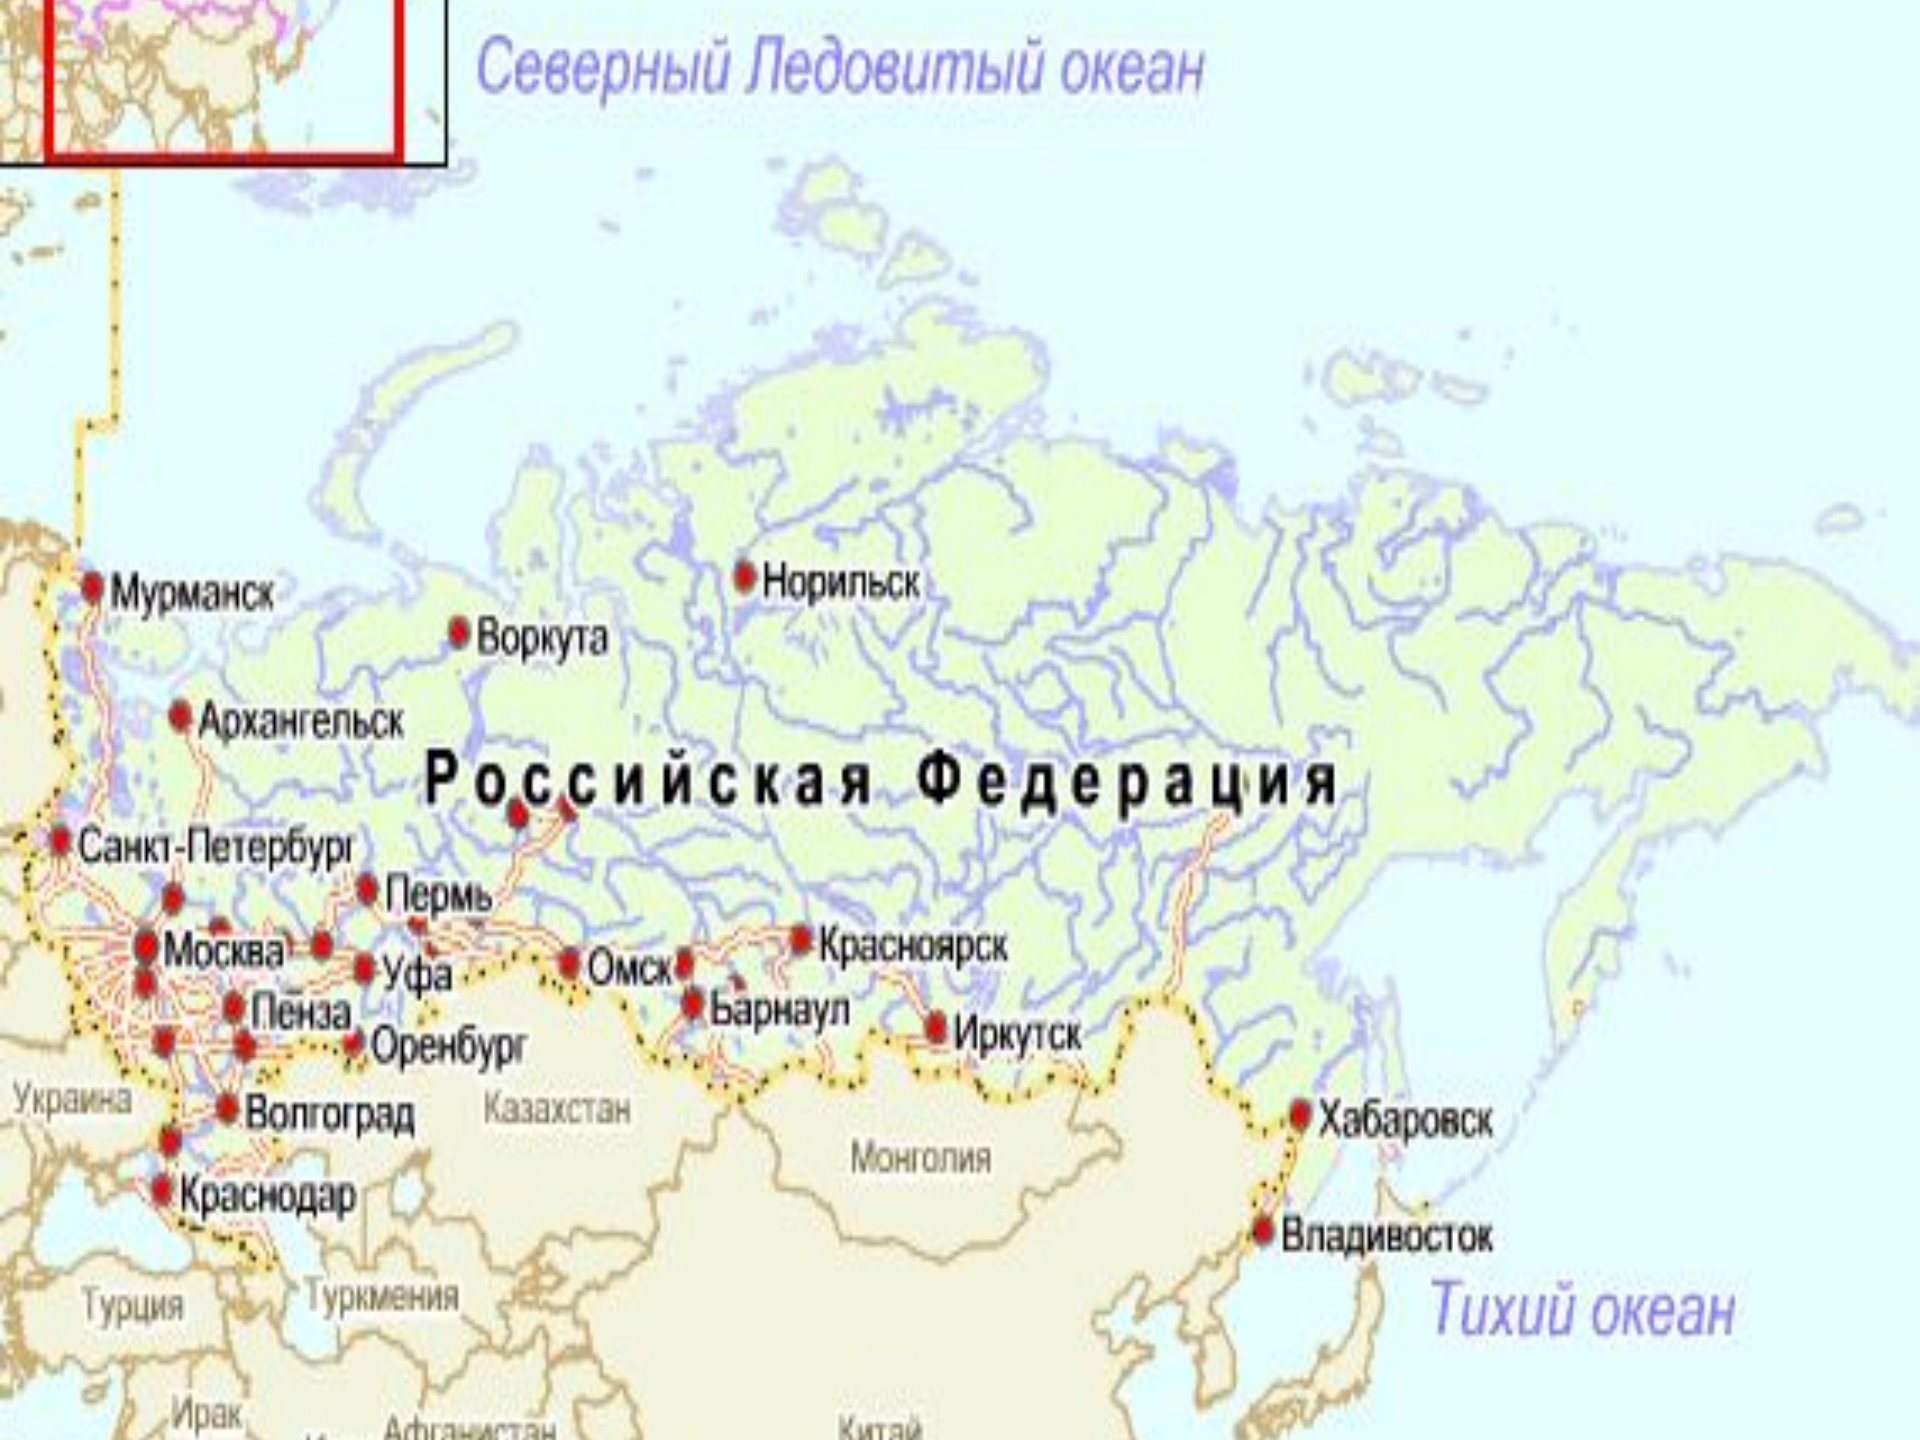 Северный Ледовитый океан
Мурманск
Норильск
Воркута
Архангельск
Российская Федерация
Санкт-Петербург
Пермь
Москва
Красноярск
Уфа
Омск
Пенза
Барнаул
Оренбург
Иркутск
Украина
Волгоград
Казахстан
Хабаровск
Монголия
Краснодар
Владивосток
Турция
Туркмения
Тихий океан
Ирак
Афганистан
Китай